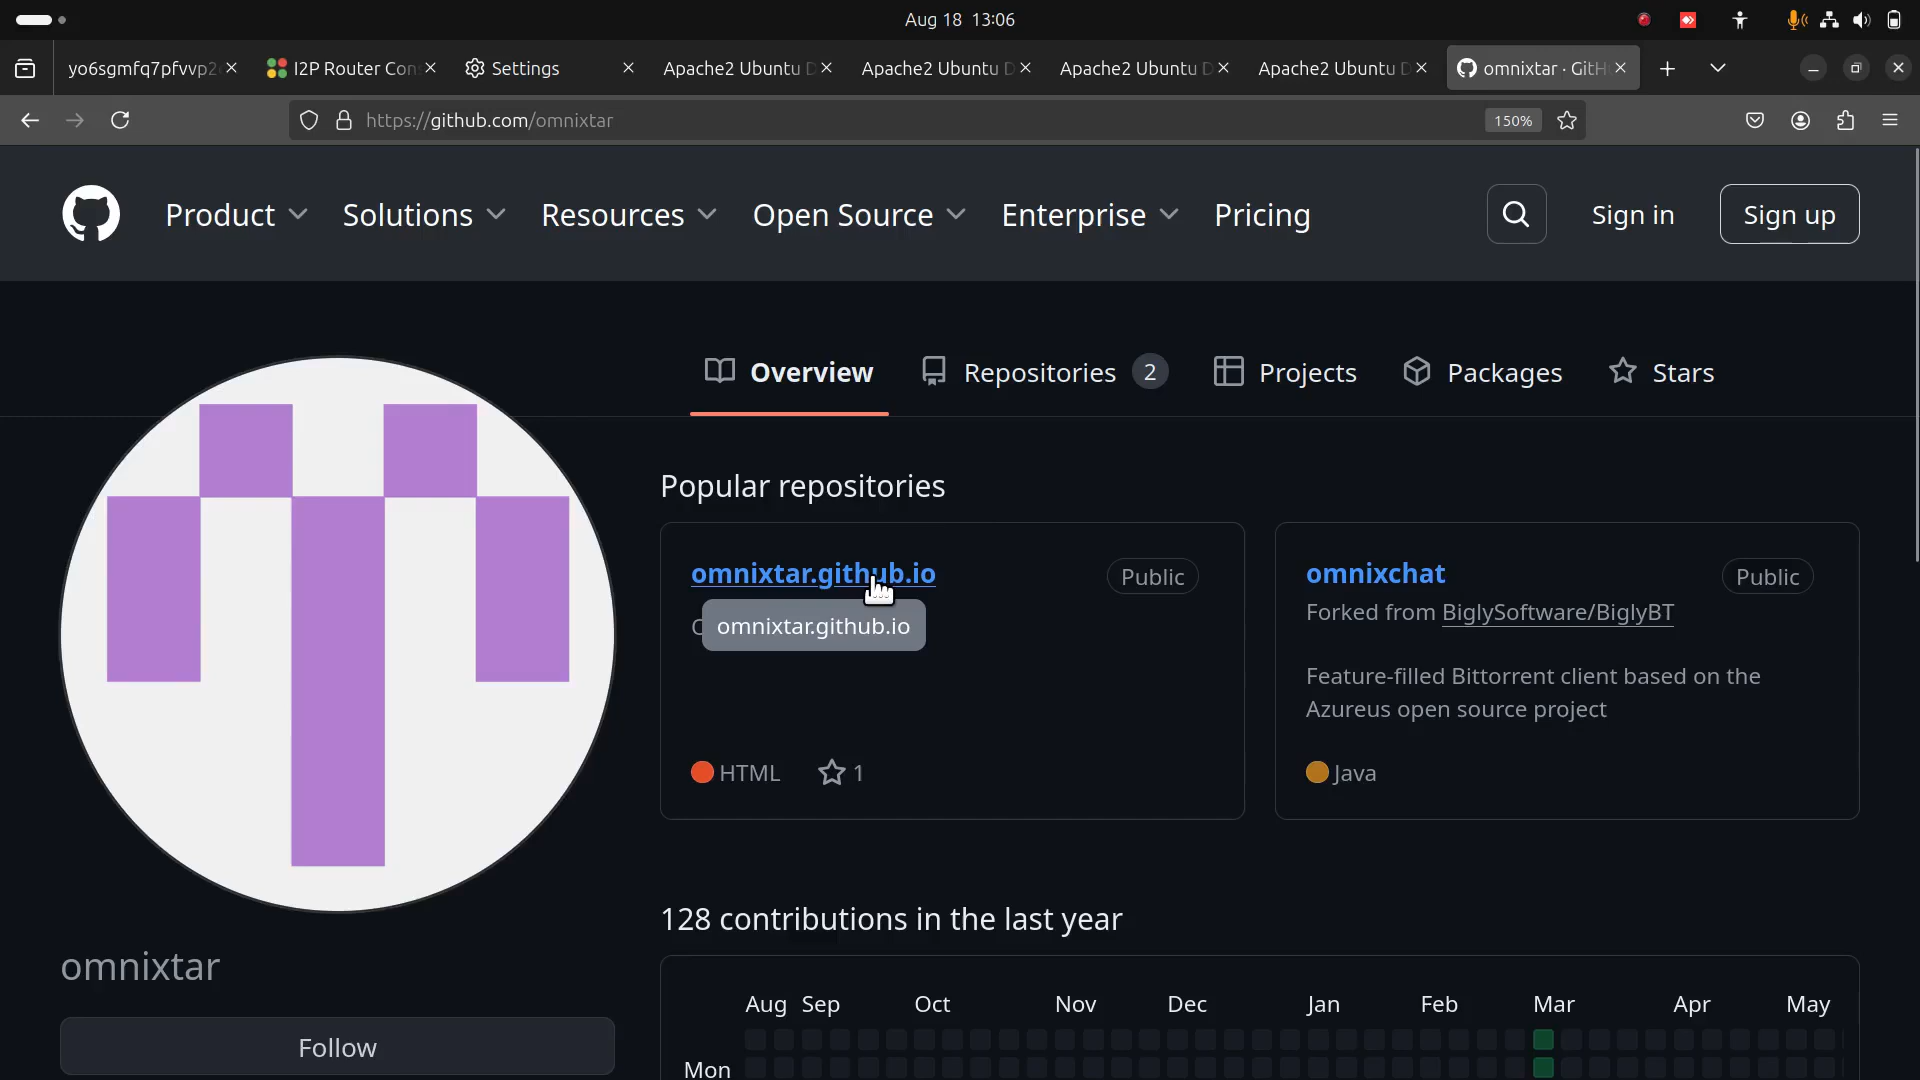 Aug 18 13:06
yo6sgmfq7pfvvp2
I2P Router Con
Settings
Apache2 Ubuntu D
Apache2 Ubuntu D
Apache2 Ubuntu D
Apache2 Ubuntu D
omnixtar · GitH
https://github.com/omnixtar
150%
Product
Solutions
Resources
Open Source
Enterprise
Pricing
Sign in
Sign up
Overview
Repositories 2
Projects
Packages
Stars
Popular repositories
omnixtar.github.io
Public
omnixtar.github.io
HTML
1
omnixchat
Public
Forked from BiglySoftware/BiglyBT
Feature-filled Bittorrent client based on the
Azureus open source project
Java
omnixtar
Follow
128 contributions in the last year
Aug Sep Oct Nov Dec Jan Feb Mar Apr May
Mon